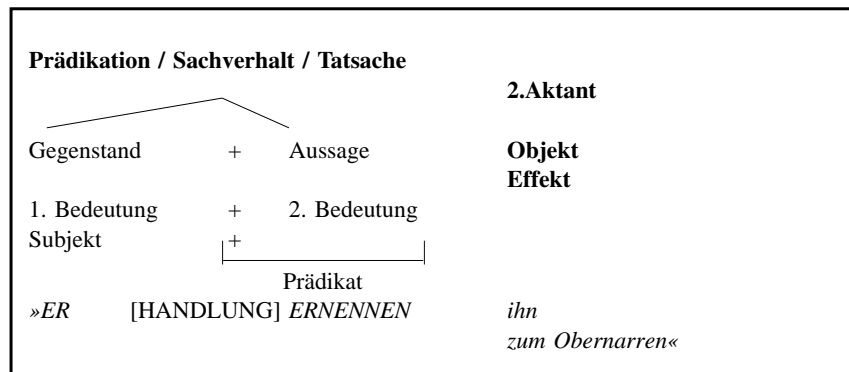 Prädikation / Sachverhalt / Tatsache
2.Aktant
Gegenstand + Aussage Objekt
Effekt
1. Bedeutung + 2. Bedeutung
Subjekt +
Prädikat
»ER [HANDLUNG] ERNENNEN ihn
zum Obernarren«